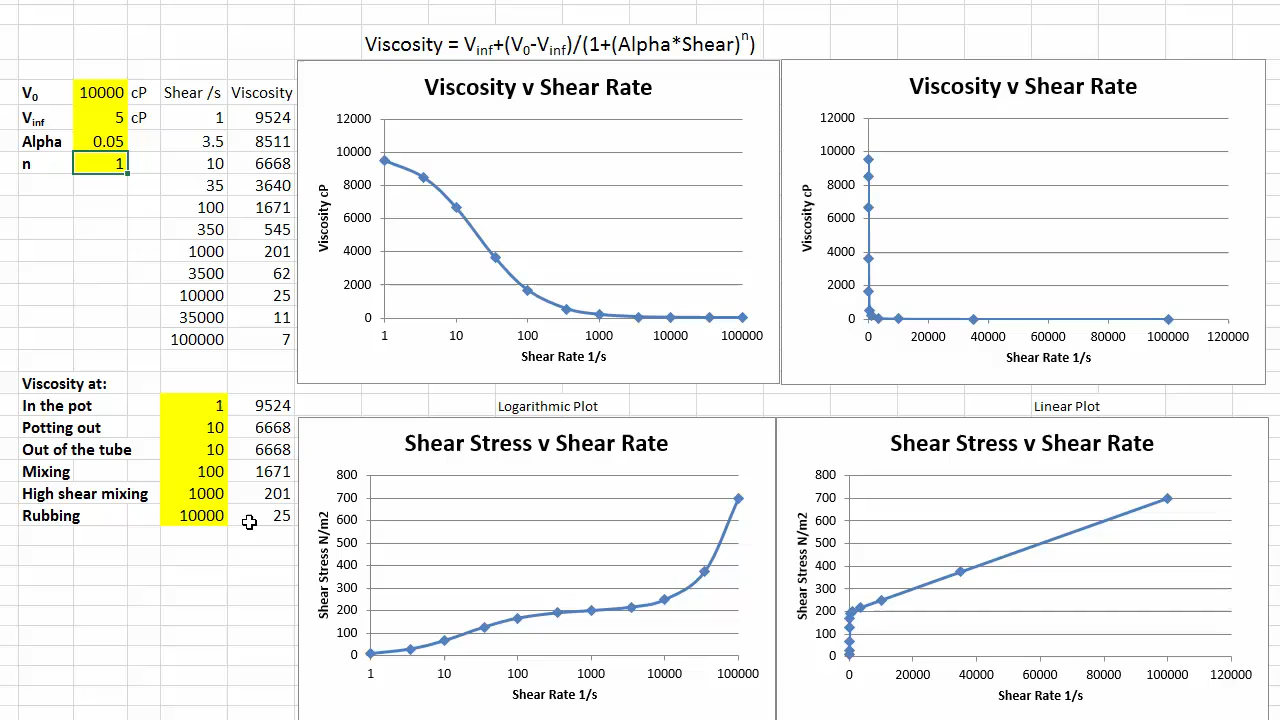 Viscosity = Vinf+(V0-Vinf)/(1+(Alpha*Shear)^n)
V0 10000 cP Shear /s Viscosity
Vinf 5 cP 1 9524
Alpha 0.05 3.5 8511
n 1 10 6668
35 3640
100 1671
350 545
1000 201
3500 62
10000 25
35000 11
100000 7
Viscosity at:
In the pot 1 9524
Potting out 10 6668
Out of the tube 10 6668
Mixing 100 1671
High shear mixing 1000 201
Rubbing 10000 25
Viscosity v Shear Rate
Viscosity cP
12000
10000
8000
6000
4000
2000
0
1 10 100 1000 10000 100000
Shear Rate 1/s
Viscosity v Shear Rate
Viscosity cP
12000
10000
8000
6000
4000
2000
0
0 20000 40000 60000 80000 100000 120000
Shear Rate 1/s
Logarithmic Plot
Linear Plot
Shear Stress v Shear Rate
Shear Stress N/m2
800
700
600
500
400
300
200
100
0
1 10 100 1000 10000 100000
Shear Rate 1/s
Shear Stress v Shear Rate
Shear Stress N/m2
800
700
600
500
400
300
200
100
0
0 20000 40000 60000 80000 100000 120000
Shear Rate 1/s